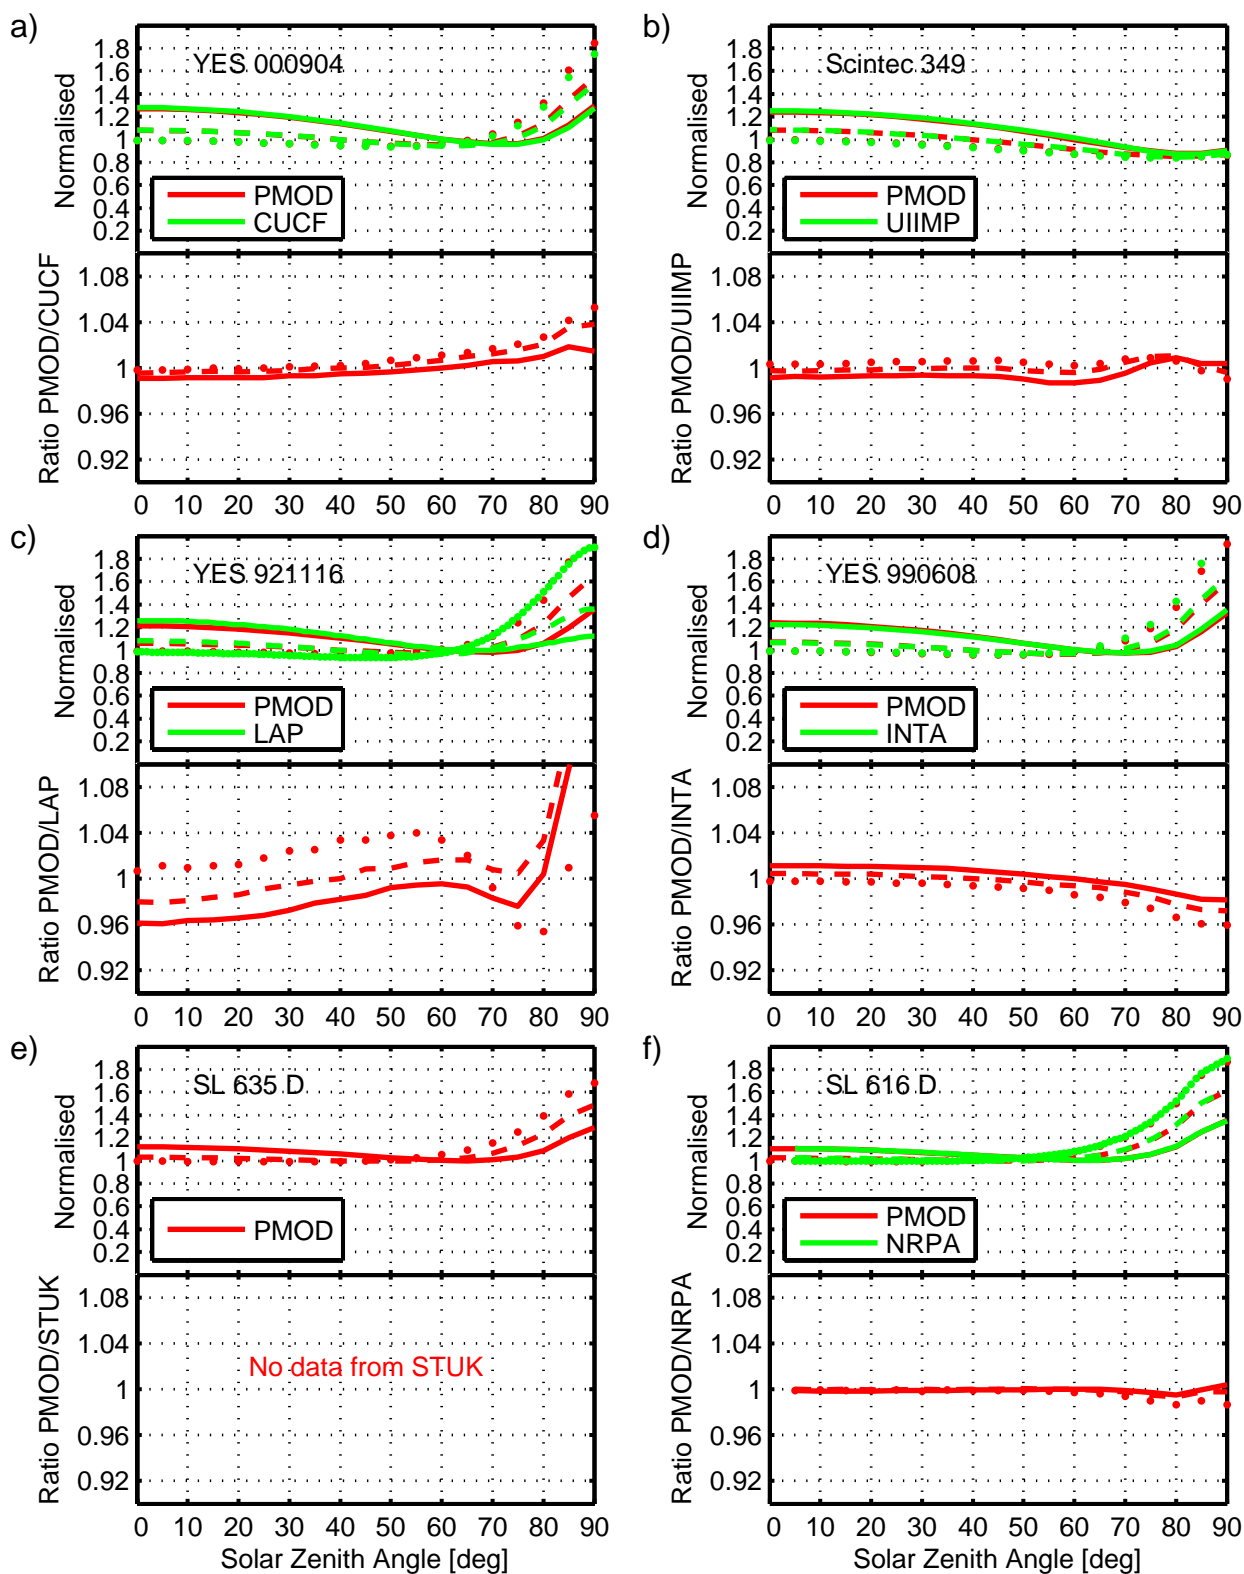 a)
YES 000904
Normalised
1.8
1.6
1.4
1.2
1
0.8
0.6
0.4
0.2
PMOD
CUCF
Ratio PMOD/CUCF
1.08
1.04
1
0.96
0.92
0 10 20 30 40 50 60 70 80 90
b)
Scintec 349
Normalised
1.8
1.6
1.4
1.2
1
0.8
0.6
0.4
0.2
PMOD
UIIMP
Ratio PMOD/UIIMP
1.08
1.04
1
0.96
0.92
0 10 20 30 40 50 60 70 80 90
c)
YES 921116
Normalised
1.8
1.6
1.4
1.2
1
0.8
0.6
0.4
0.2
PMOD
LAP
Ratio PMOD/LAP
1.08
1.04
1
0.96
0.92
0 10 20 30 40 50 60 70 80 90
d)
YES 990608
Normalised
1.8
1.6
1.4
1.2
1
0.8
0.6
0.4
0.2
PMOD
INTA
Ratio PMOD/INTA
1.08
1.04
1
0.96
0.92
0 10 20 30 40 50 60 70 80 90
e)
SL 635 D
Normalised
1.8
1.6
1.4
1.2
1
0.8
0.6
0.4
0.2
PMOD
Ratio PMOD/STUK
1.08
1.04
1
0.96
0.92
No data from STUK
0 10 20 30 40 50 60 70 80 90
Solar Zenith Angle [deg]
f)
SL 616 D
Normalised
1.8
1.6
1.4
1.2
1
0.8
0.6
0.4
0.2
PMOD
NRPA
Ratio PMOD/NRPA
1.08
1.04
1
0.96
0.92
0 10 20 30 40 50 60 70 80 90
Solar Zenith Angle [deg]